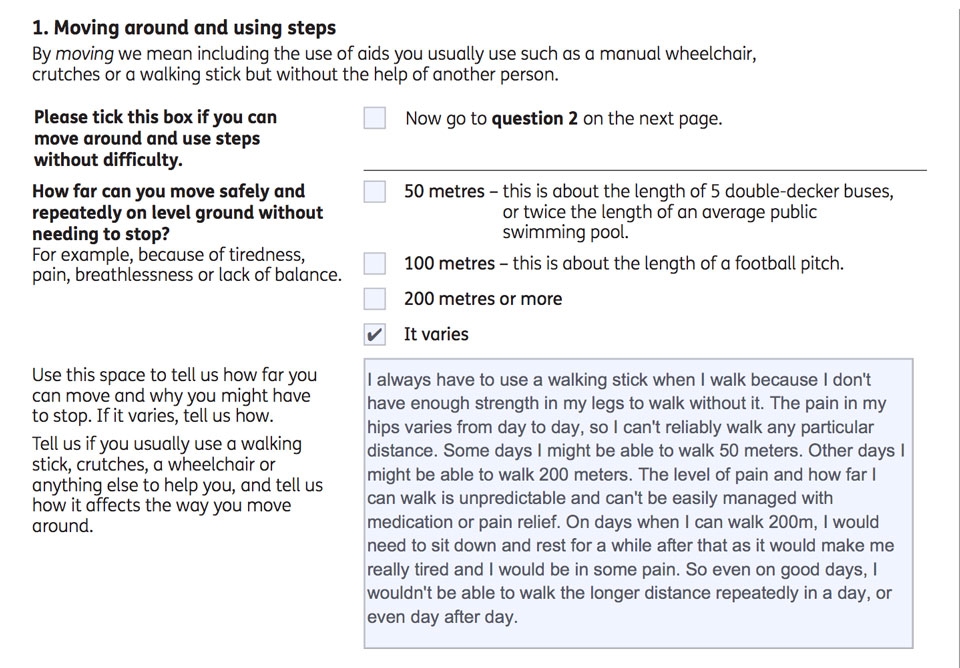 1. Moving around and using steps
By moving we mean including the use of aids you usually use such as a manual wheelchair,
crutches or a walking stick but without the help of another person.
Please tick this box if you can
move around and use steps
without difficulty.
Now go to question 2 on the next page.
How far can you move safely and
repeatedly on level ground without
needing to stop?
For example, because of tiredness,
pain, breathlessness or lack of balance.
50 metres – this is about the length of 5 double-decker buses,
or twice the length of an average public
swimming pool.
100 metres – this is about the length of a football pitch.
200 metres or more
✔ It varies
Use this space to tell us how far you
can move and why you might have
to stop. If it varies, tell us how.
Tell us if you usually use a walking
stick, crutches, a wheelchair or
anything else to help you, and tell us
how it affects the way you move
around.
I always have to use a walking stick when I walk because I don't
have enough strength in my legs to walk without it. The pain in my
hips varies from day to day, so I can't reliably walk any particular
distance. Some days I might be able to walk 50 meters. Other days I
might be able to walk 200 meters. The level of pain and how far I
can walk is unpredictable and can't be easily managed with
medication or pain relief. On days when I can walk 200m, I would
need to sit down and rest for a while after that as it would make me
really tired and I would be in some pain. So even on good days, I
wouldn't be able to walk the longer distance repeatedly in a day, or
even day after day.